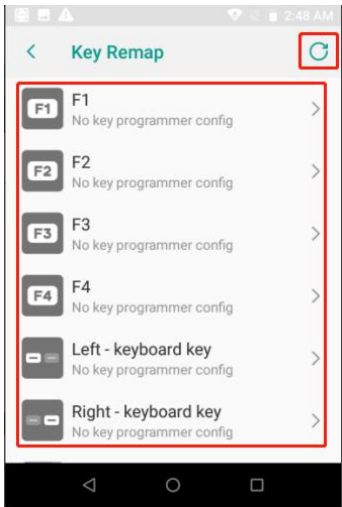 2:48 AM
Key Remap
F1
F1
No key programmer config
F2
F2
No key programmer config
F3
F3
No key programmer config
F4
F4
No key programmer config
Left - keyboard key
No key programmer config
Right - keyboard key
No key programmer config